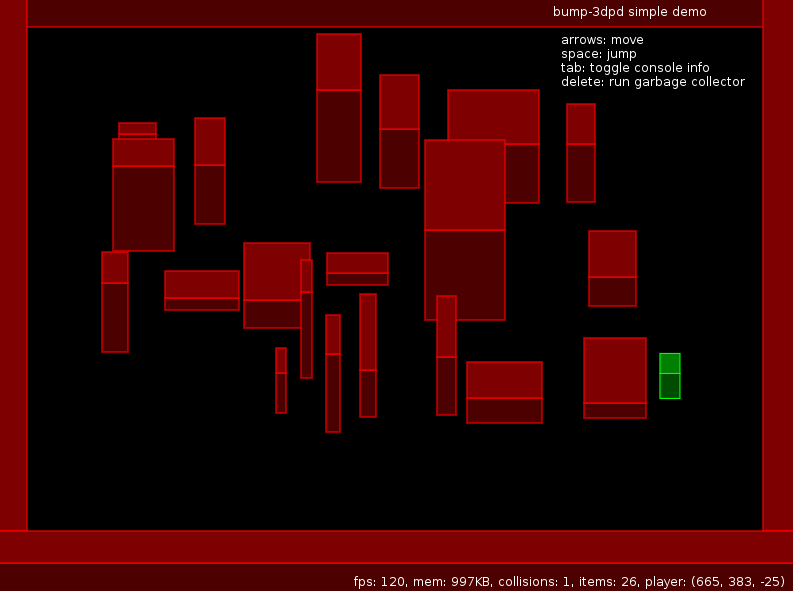 bump-3dpd simple demo
arrows: move
space: jump
tab: toggle console info
delete: run garbage collector
fps: 120, mem: 997KB, collisions: 1, items: 26, player: (665, 383, -25)